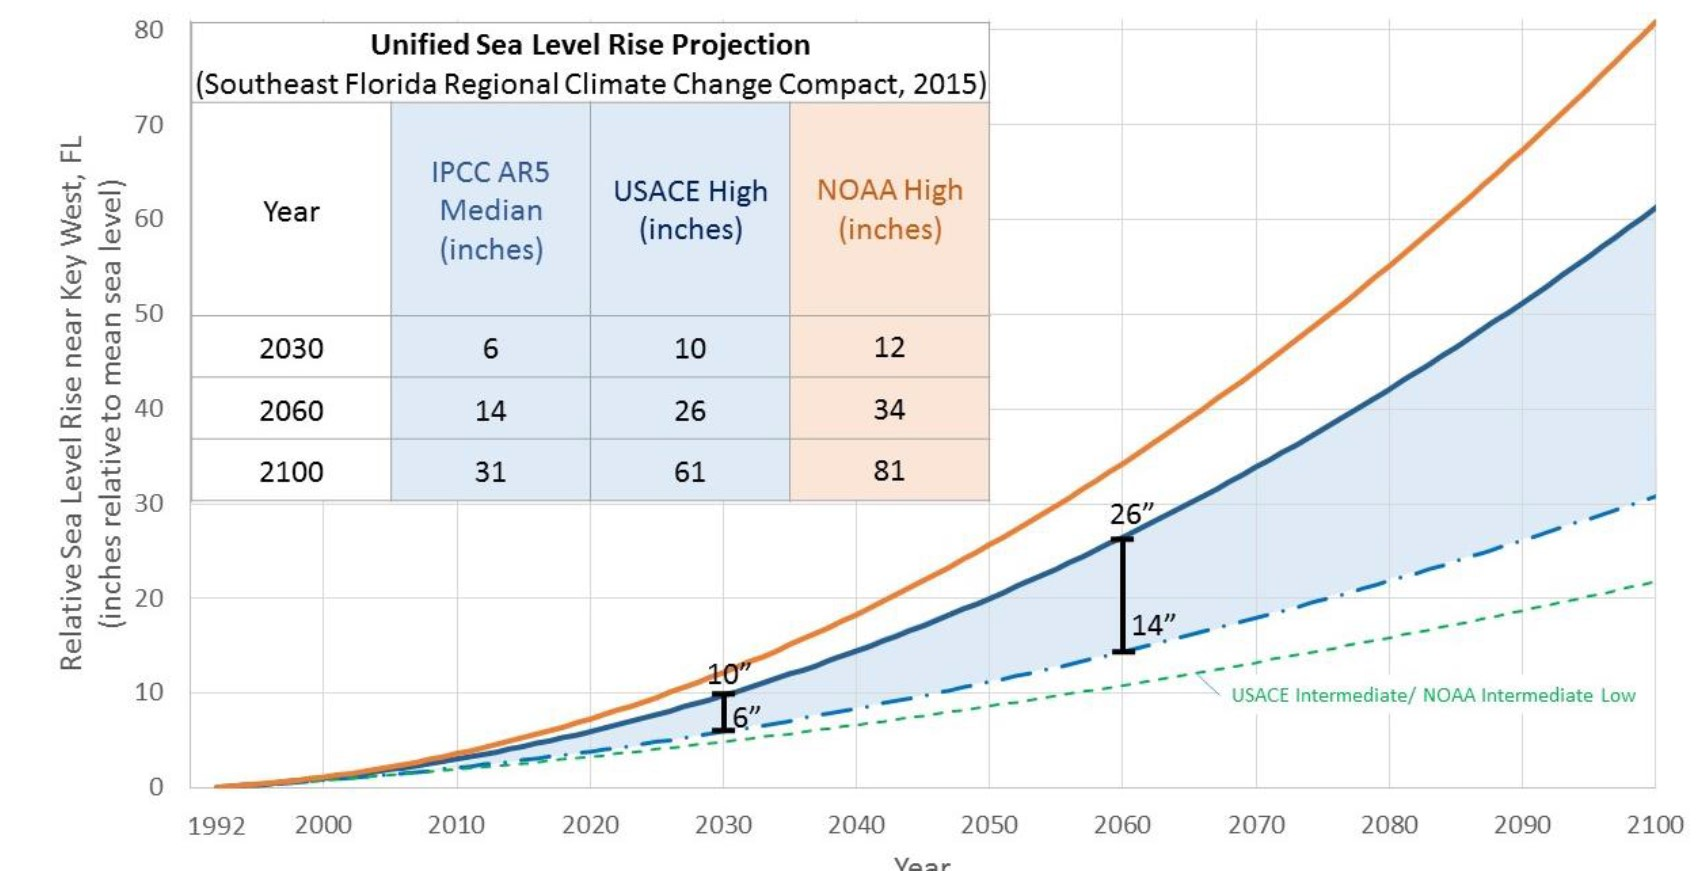 Unified Sea Level Rise Projection
(Southeast Florida Regional Climate Change Compact, 2015)
Year
IPCC AR5
Median
(inches)
USACE High
(inches)
NOAA High
(inches)
2030 6 10 12
2060 14 26 34
2100 31 61 81
Relative Sea Level Rise near Key West, FL
(inches relative to mean sea level)
80
70
60
50
40
30
20
10
0
26”
14”
10”
6”
USACE Intermediate/ NOAA Intermediate Low
1992 2000 2010 2020 2030 2040 2050 2060 2070 2080 2090 2100
Year